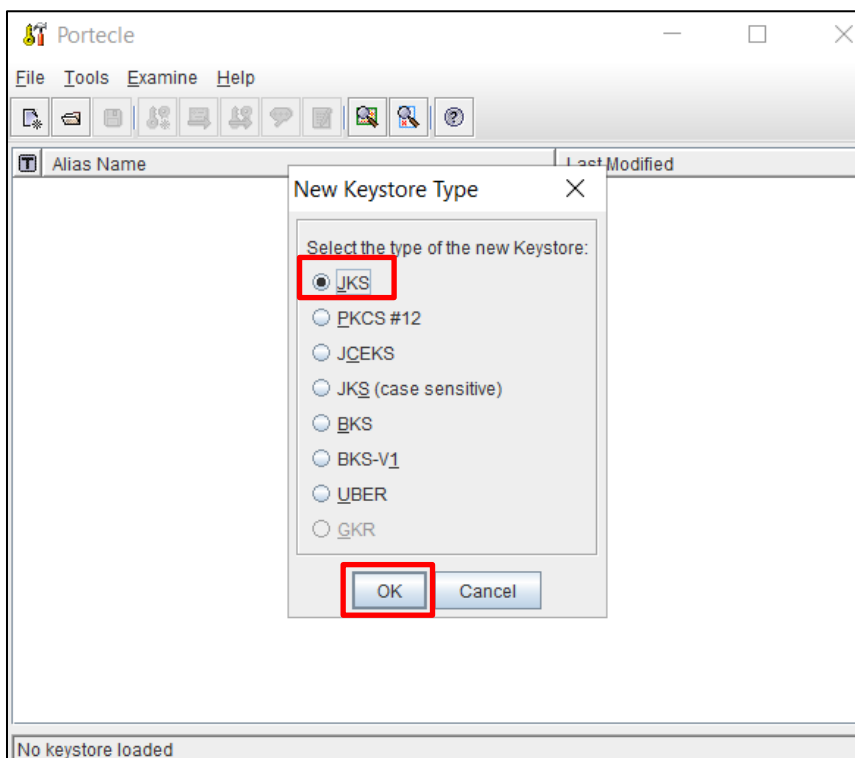 Portecle
File Tools Examine Help
T Alias Name Last Modified
New Keystore Type
Select the type of the new Keystore:
JKS
PKCS #12
JCEKS
JKS (case sensitive)
BKS
BKS-V1
UBER
GKR
OK Cancel
No keystore loaded